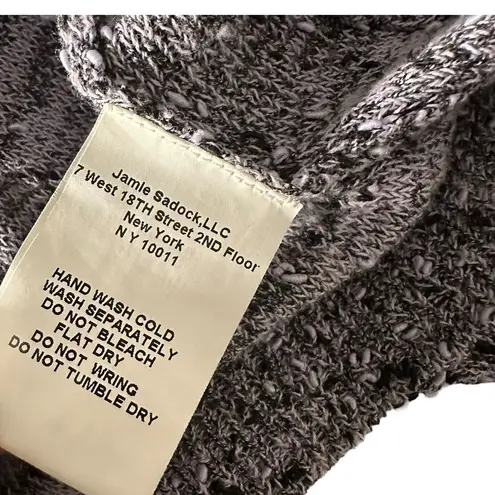 Jamie Sadock,LLC
7 West 18TH Street 2ND Floor
New York
N Y 10011
HAND WASH COLD
WASH SEPARATELY
DO NOT BLEACH
FLAT DRY
DO NOT WRING
DO NOT TUMBLE DRY